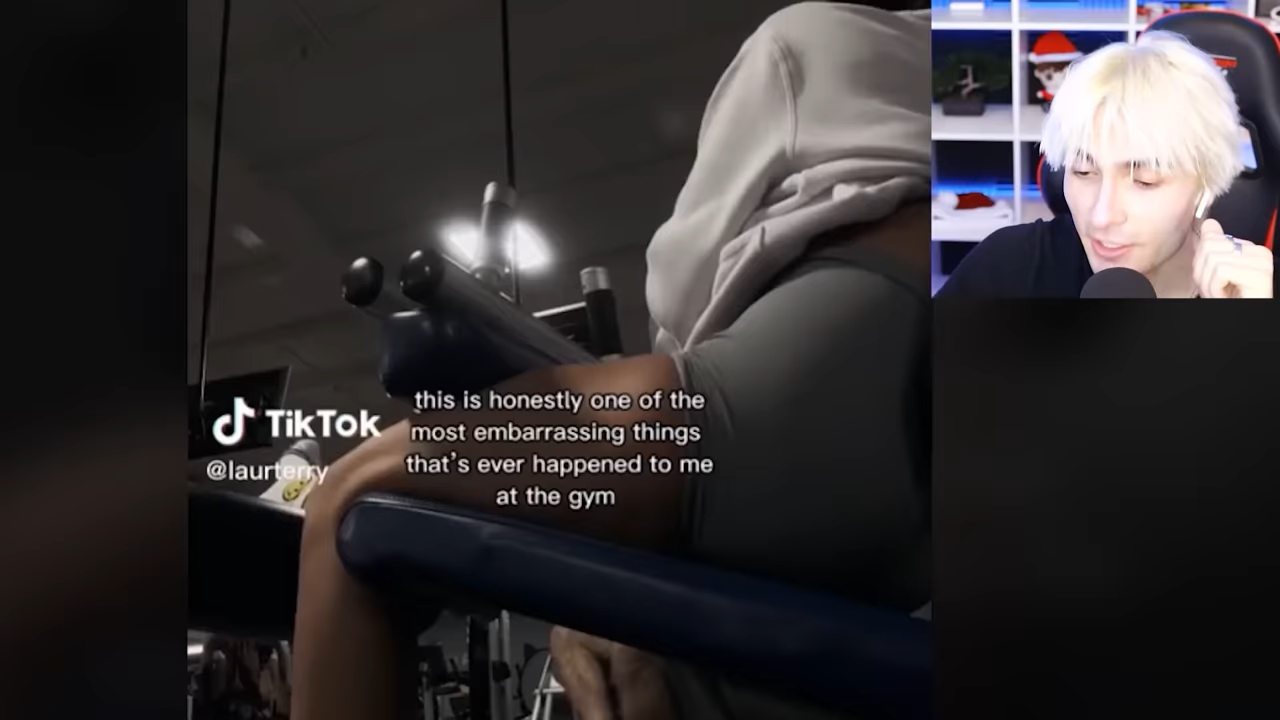 this is honestly one of the
most embarrassing things
that's ever happened to me
at the gym
TikTok
@laurterry